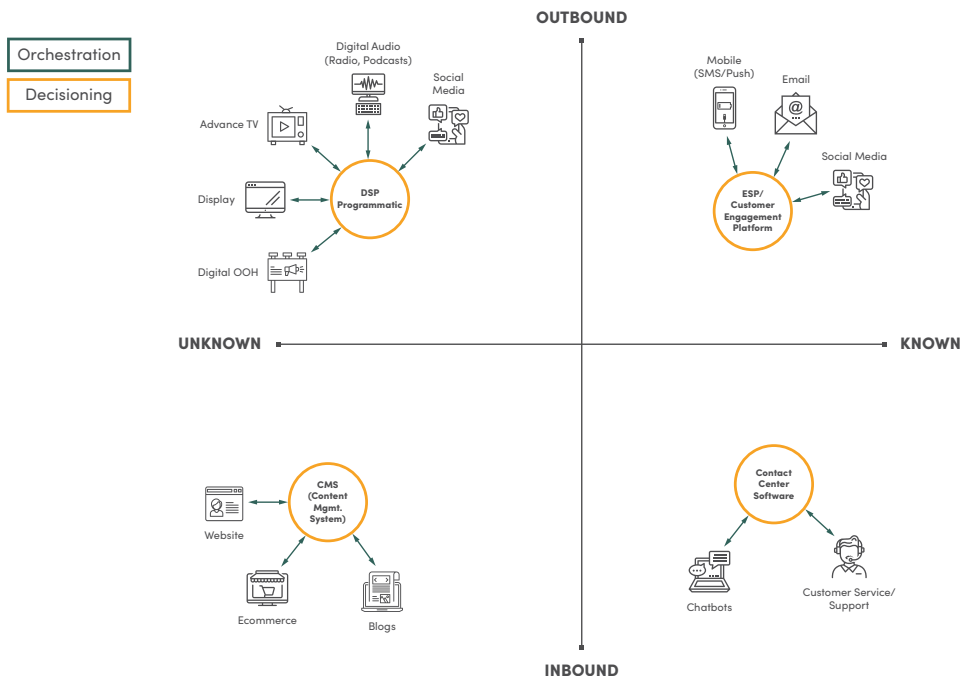 OUTBOUND
Orchestration
Decisioning
Digital Audio
(Radio, Podcasts)
Social
Media
Advance TV
DSP
Programmatic
Display
Digital OOH
Mobile
(SMS/Push)
Email
@
Social Media
ESP/
Customer
Engagement
Platform
UNKNOWN
KNOWN
CMS
(Content
Mgmt.
System)
Website
Ecommerce
Blogs
Contact
Center
Software
Chatbots
Customer Service/
Support
INBOUND